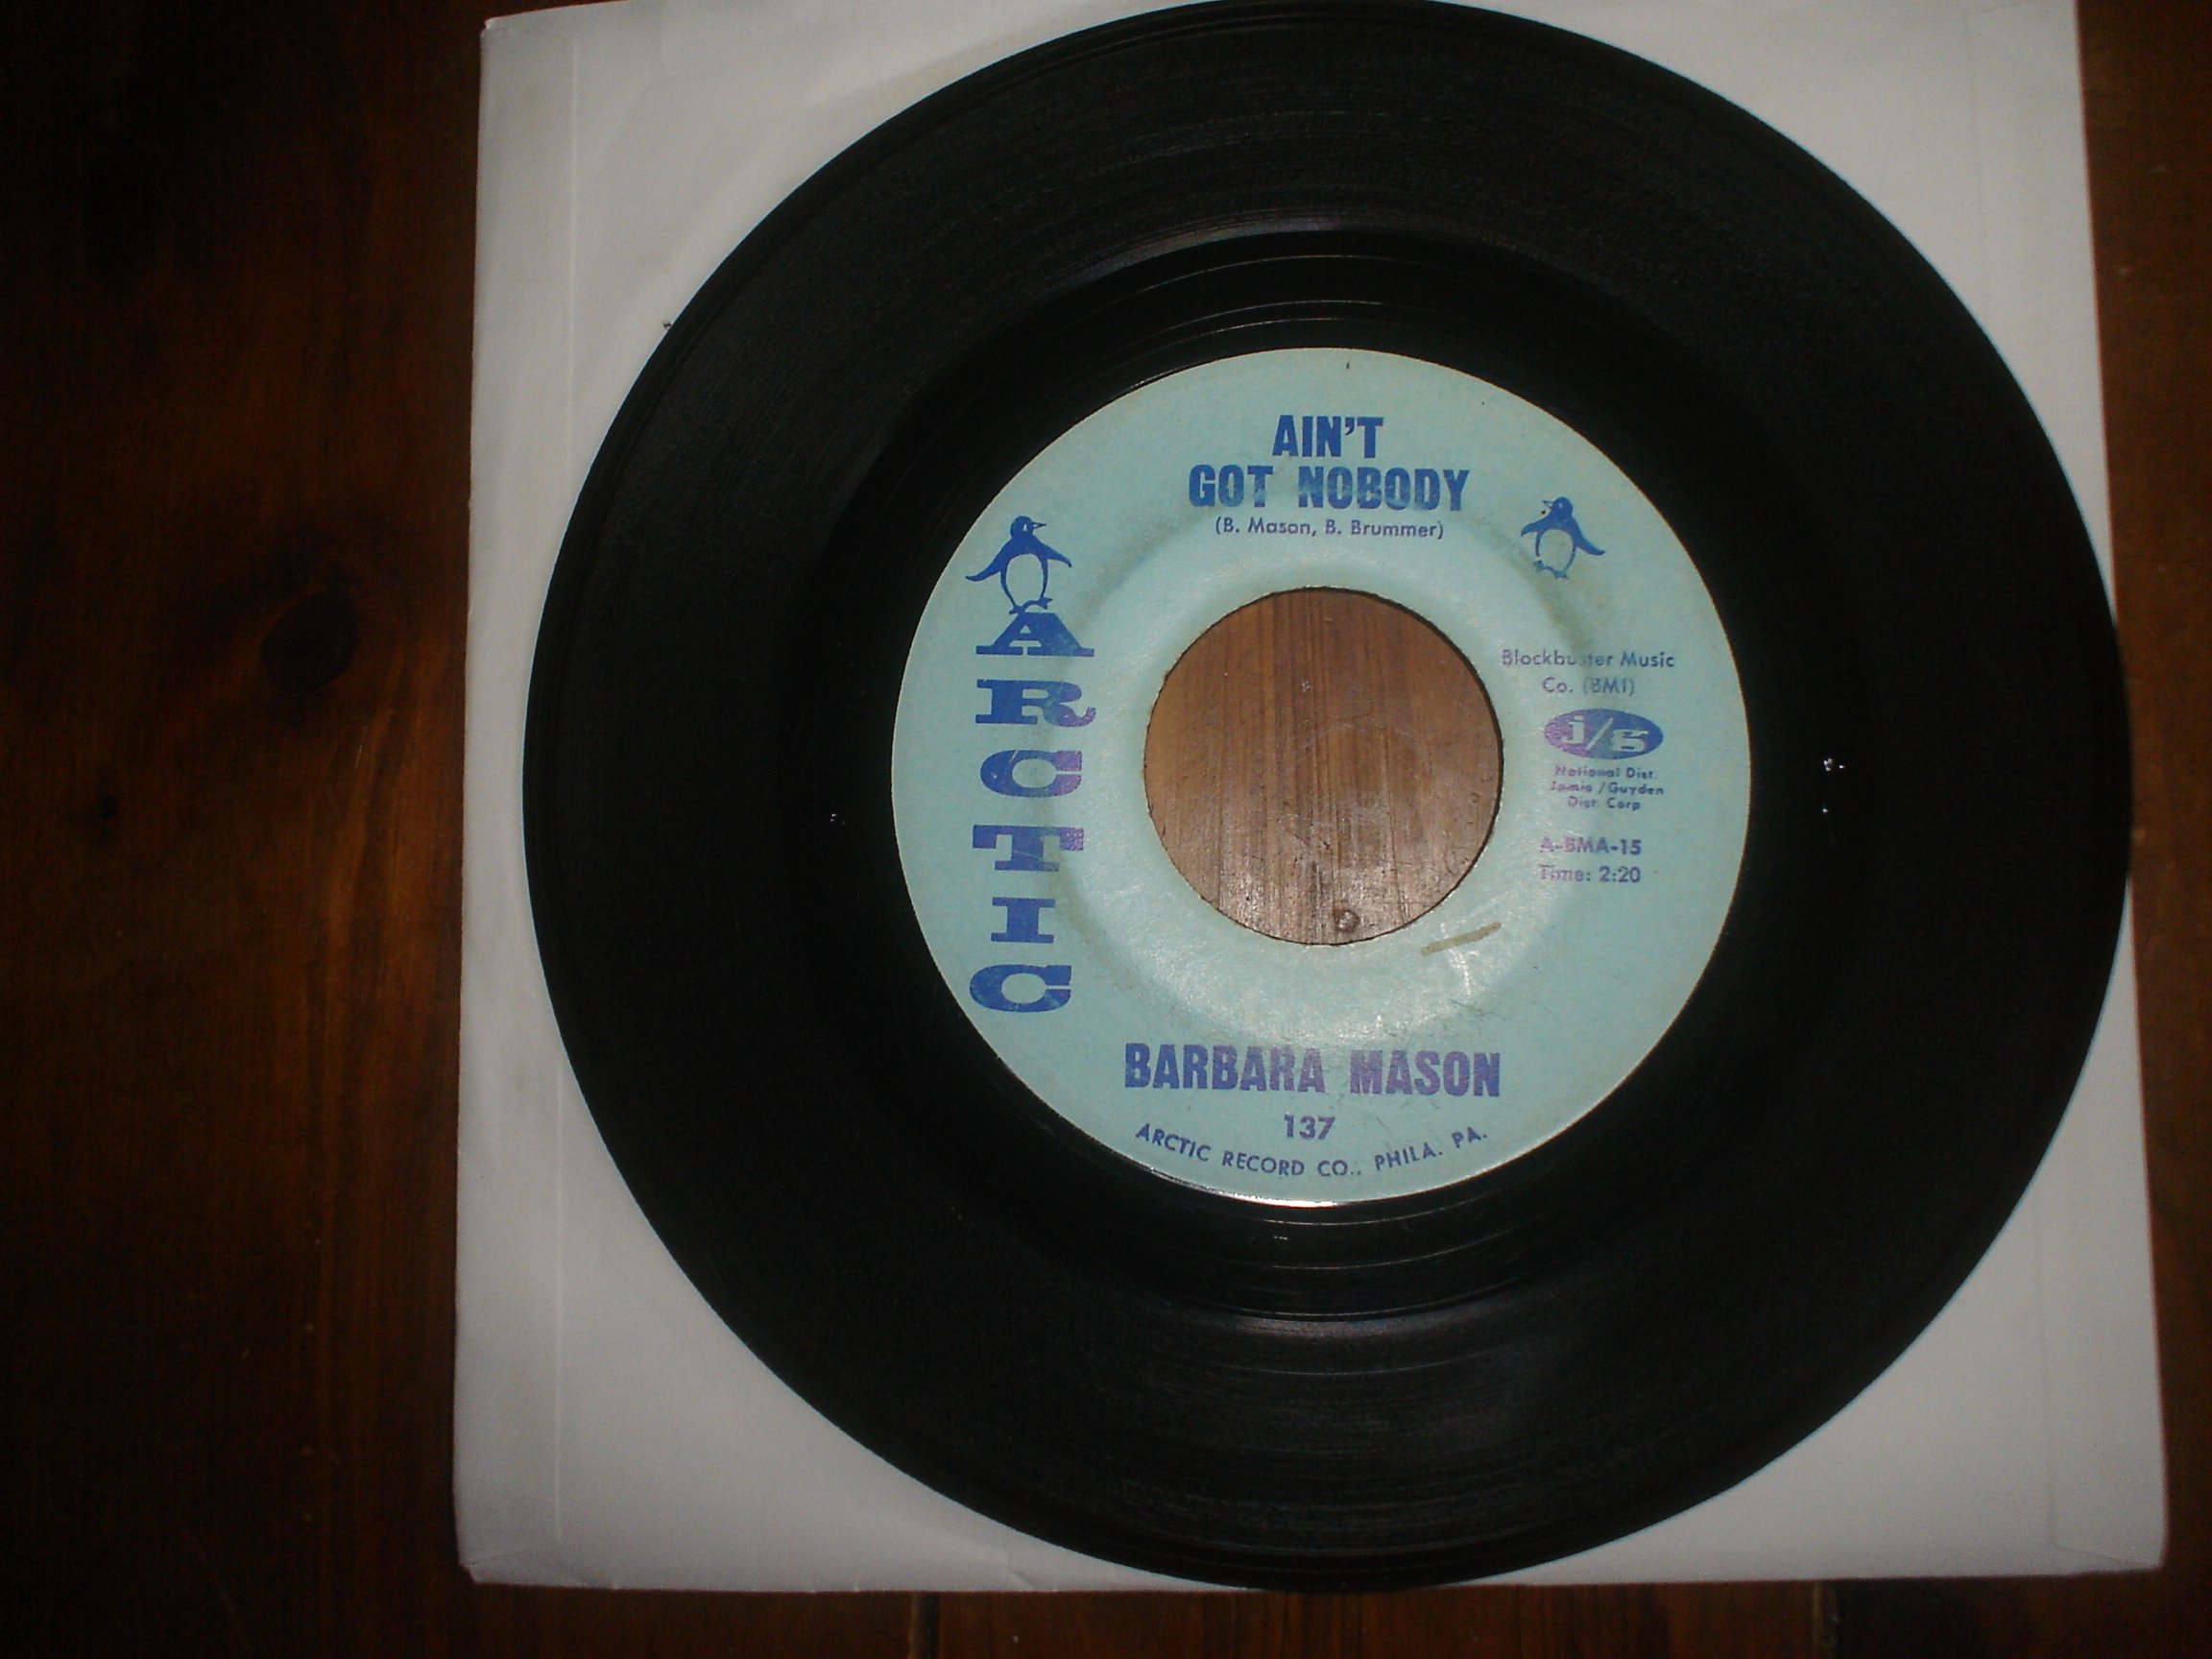 AIN'T
GOT NOBODY
(B. Mason, B. Brummer)
ARCTIC
Blockbuster Music
Co. (BMI)
j/g
National Dist.
Jamie/Guyden
Dist. Corp
A-BMA-15
Time: 2:20
BARBARA MASON
137
ARCTIC RECORD CO., PHILA. PA.